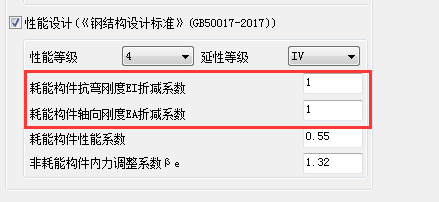 性能设计(《钢结构设计标准》(GB50017-2017))
性能等级 4 延性等级 IV
耗能构件抗弯刚度EI折减系数 1
耗能构件轴向刚度EA折减系数 1
耗能构件性能系数 0.55
非耗能构件内力调整系数βe 1.32